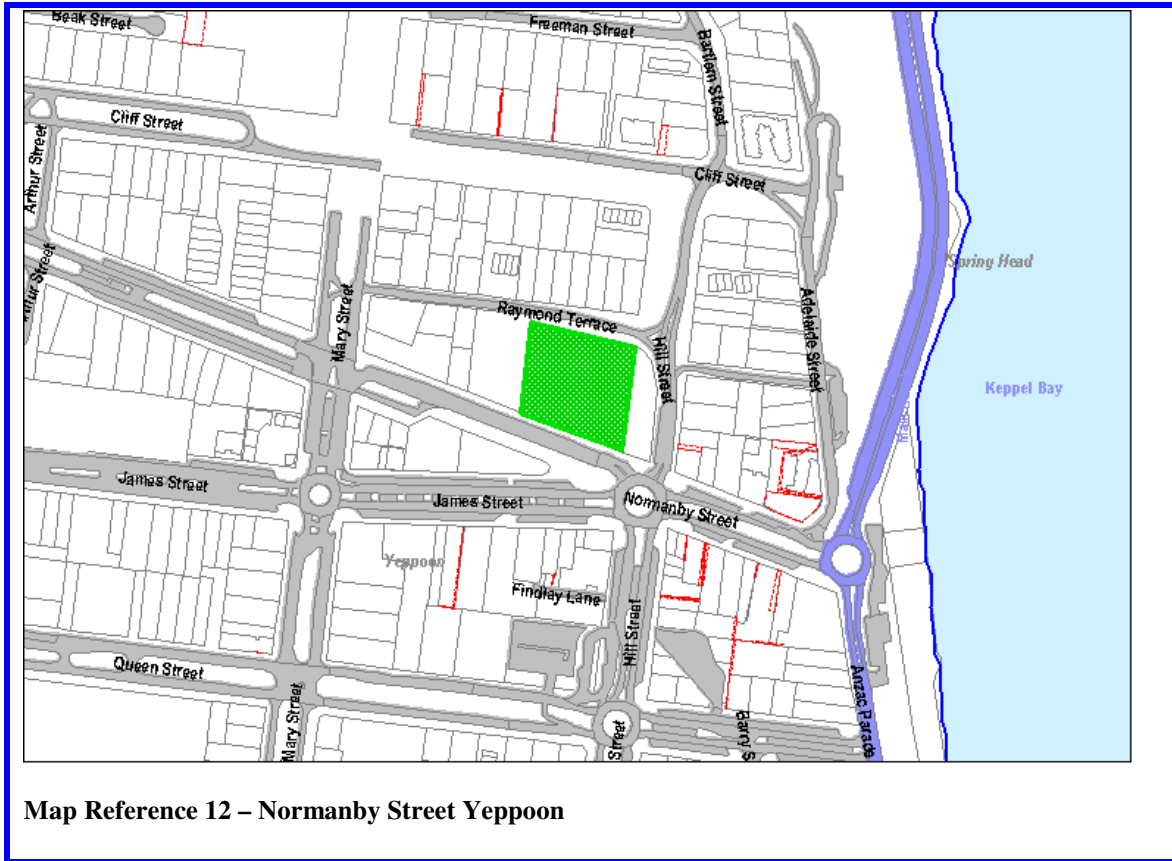 Beak Street
Freeman Street
Bartlem Street
Cliff Street
Arthur Street
Cliff Street
Spring Head
Mary Street
Raymond Terrace
Adelaide Street
Hill Street
Keppel Bay
James Street
James Street
Normanby Street
Yeppoon
Findlay Lane
Hill Street
Queen Street
Mary Street
Street
Barry S
Anzac Parade
Map Reference 12 – Normanby Street Yeppoon